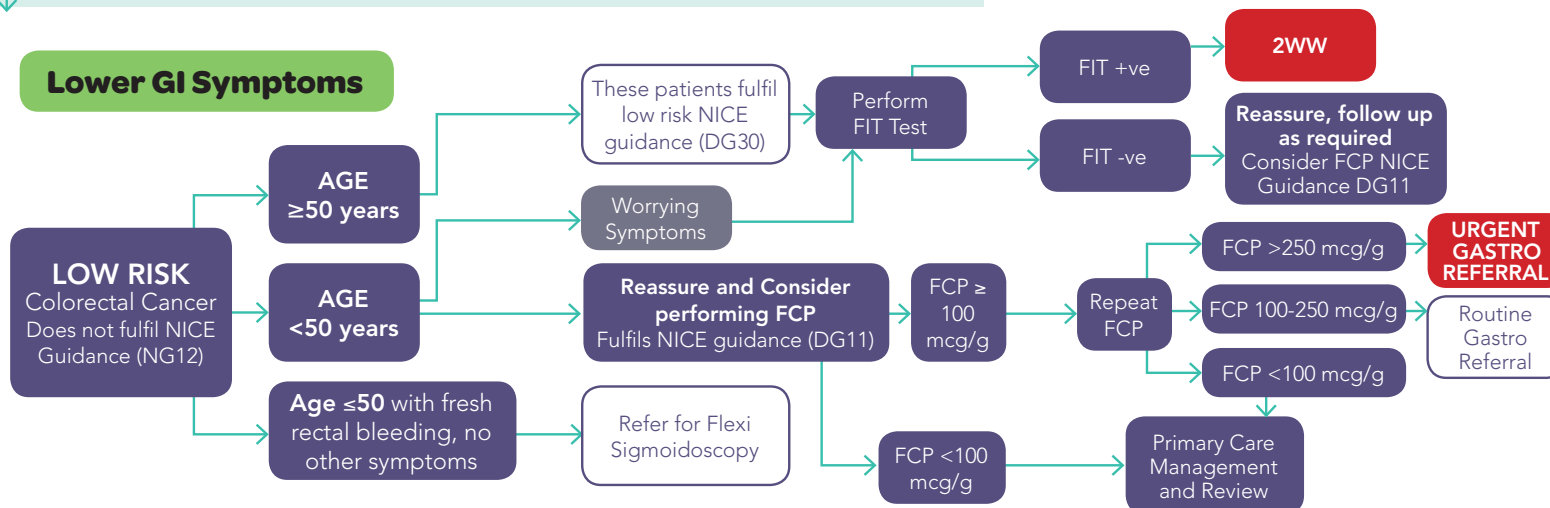 Lower GI Symptoms
LOW RISK
Colorectal Cancer
Does not fulfil NICE
Guidance (NG12)
AGE
≥50 years
AGE
<50 years
Age ≤50 with fresh
rectal bleeding, no
other symptoms
These patients fulfil
low risk NICE
guidance (DG30)
Worrying
Symptoms
Reassure and Consider
performing FCP
Fulfils NICE guidance (DG11)
Refer for Flexi
Sigmoidoscopy
Perform
FIT Test
FIT +ve
FIT -ve
2WW
Reassure, follow up
as required
Consider FCP NICE
Guidance DG11
FCP ≥
100
mcg/g
FCP <100
mcg/g
Repeat
FCP
FCP >250 mcg/g
FCP 100-250 mcg/g
FCP <100 mcg/g
URGENT
GASTRO
REFERRAL
Routine
Gastro
Referral
Primary Care
Management
and Review